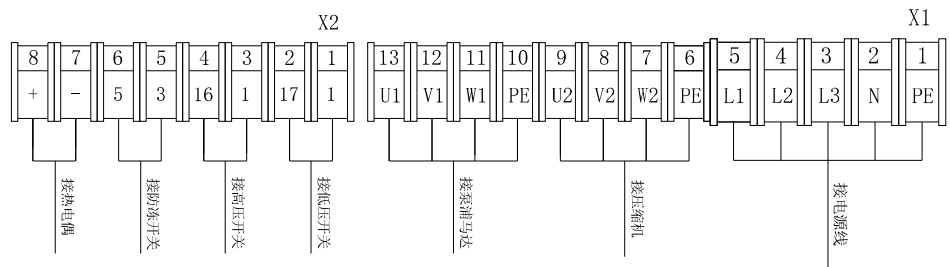 X2
X1
8 7 6 5 4 3 2 1
13 12 11 10 9 8 7 6 5 4 3 2 1
+ - 5 3 16 1 17 1
U1 V1 W1 PE U2 V2 W2 PE L1 L2 L3 N PE
接热电偶
接防冻开关
接高压开关
接低压开关
接泵浦马达
接压缩机
接电源线